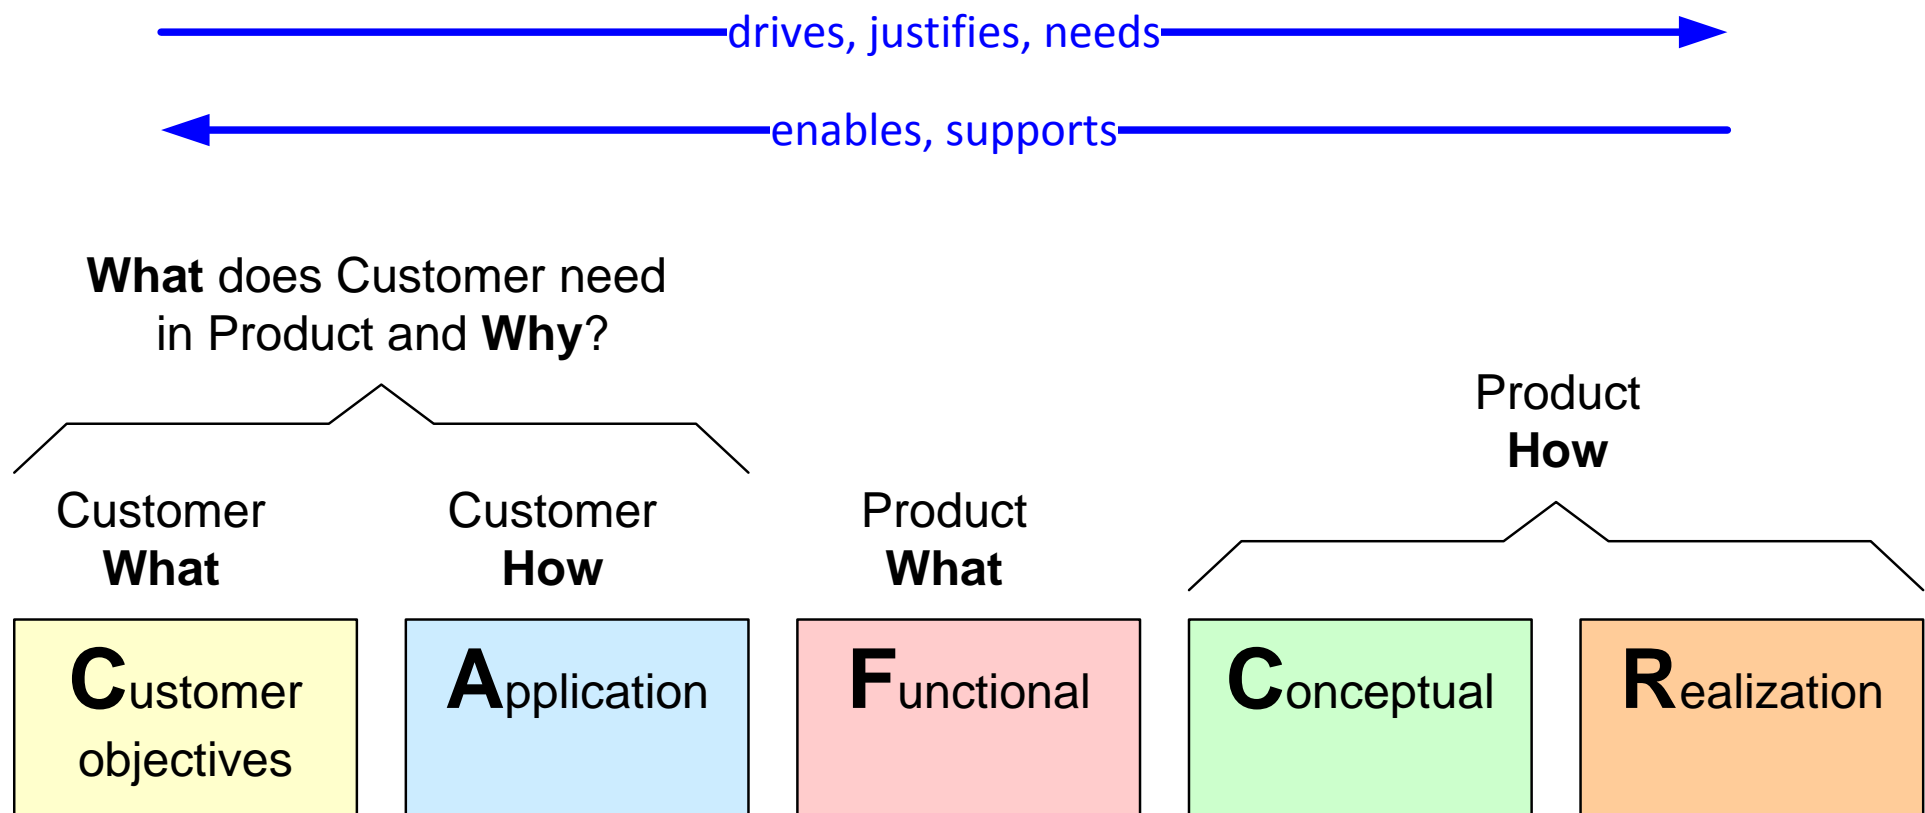 drives, justifies, needs
enables, supports
What does Customer need
in Product and Why?
Product
How
Customer
What
Customer
How
Product
What
Customer
objectives
Application
Functional
Conceptual
Realization